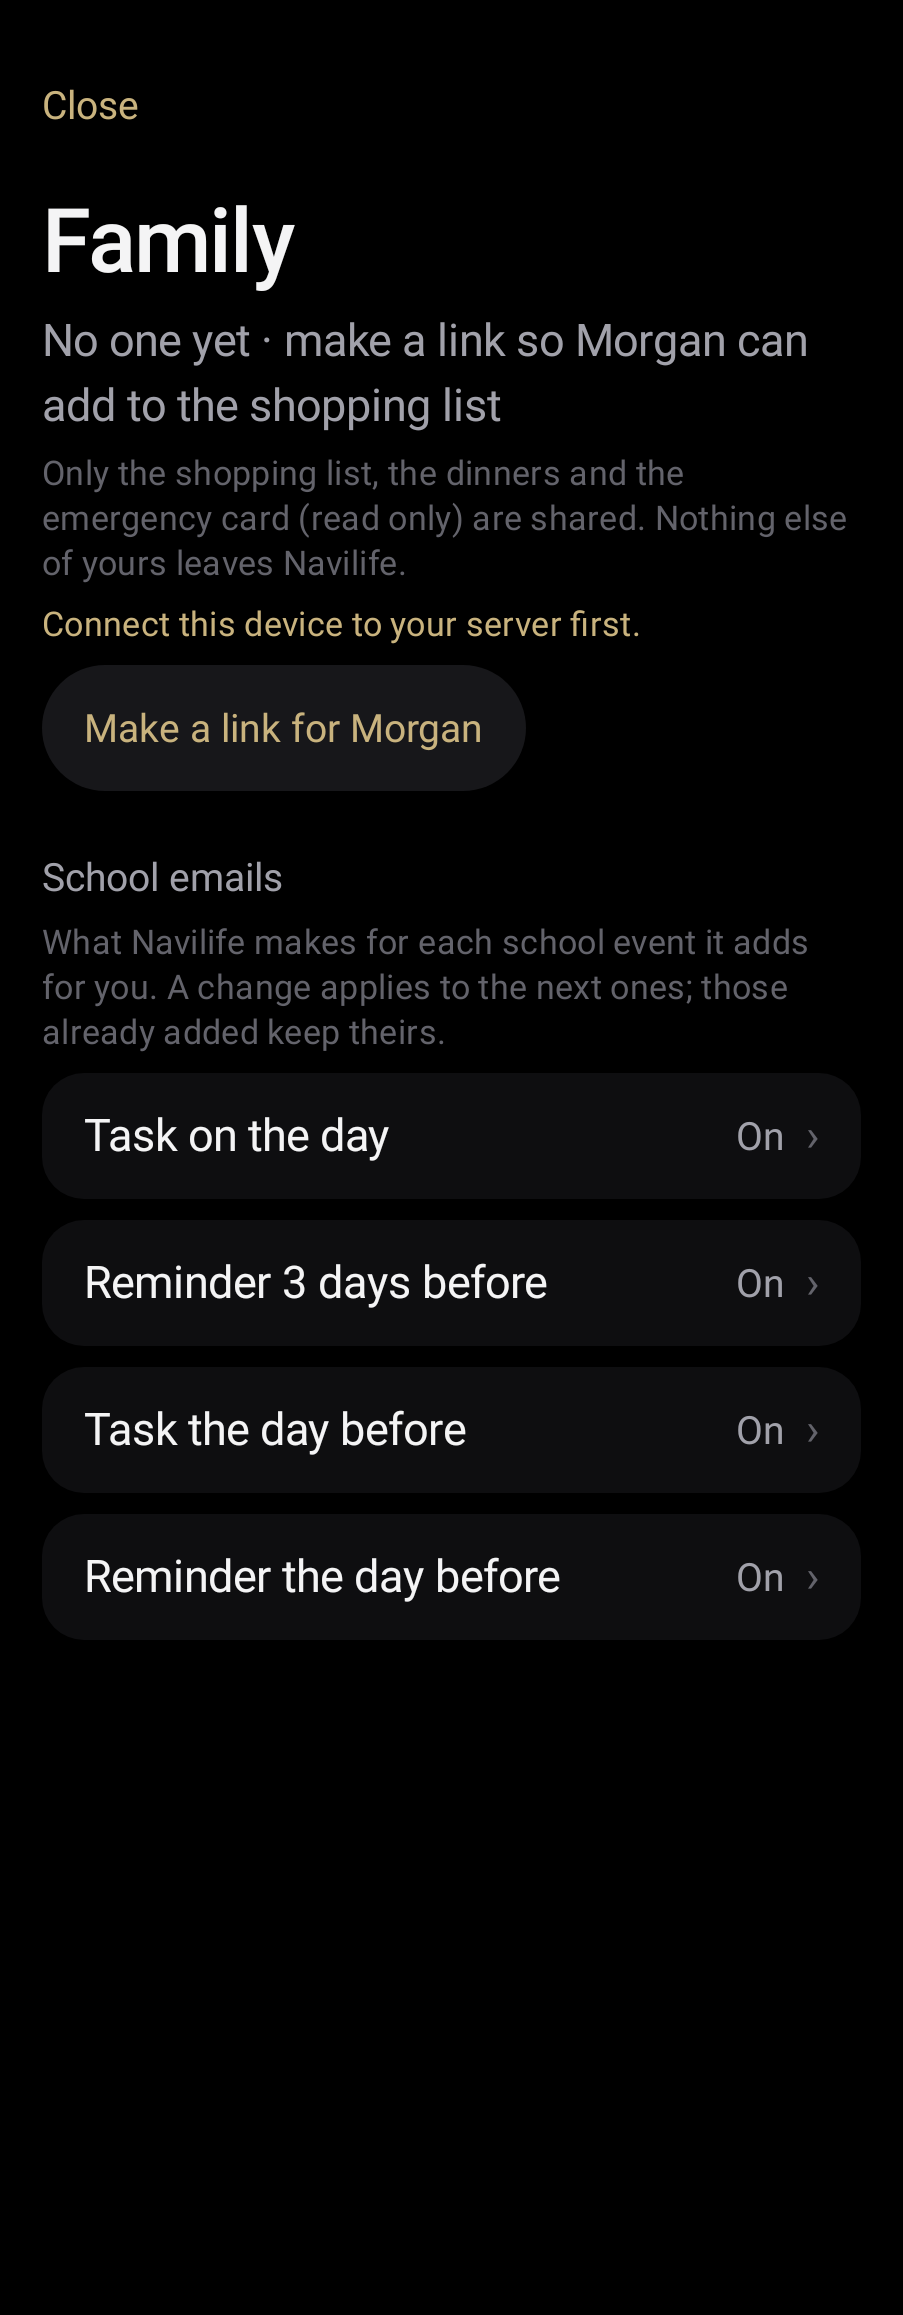 Close
Family
No one yet · make a link so Morgan can
add to the shopping list
Only the shopping list, the dinners and the
emergency card (read only) are shared. Nothing else
of yours leaves Navilife.
Connect this device to your server first.
Make a link for Morgan
School emails
What Navilife makes for each school event it adds
for you. A change applies to the next ones; those
already added keep theirs.
Task on the day On ›
Reminder 3 days before On ›
Task the day before On ›
Reminder the day before On ›